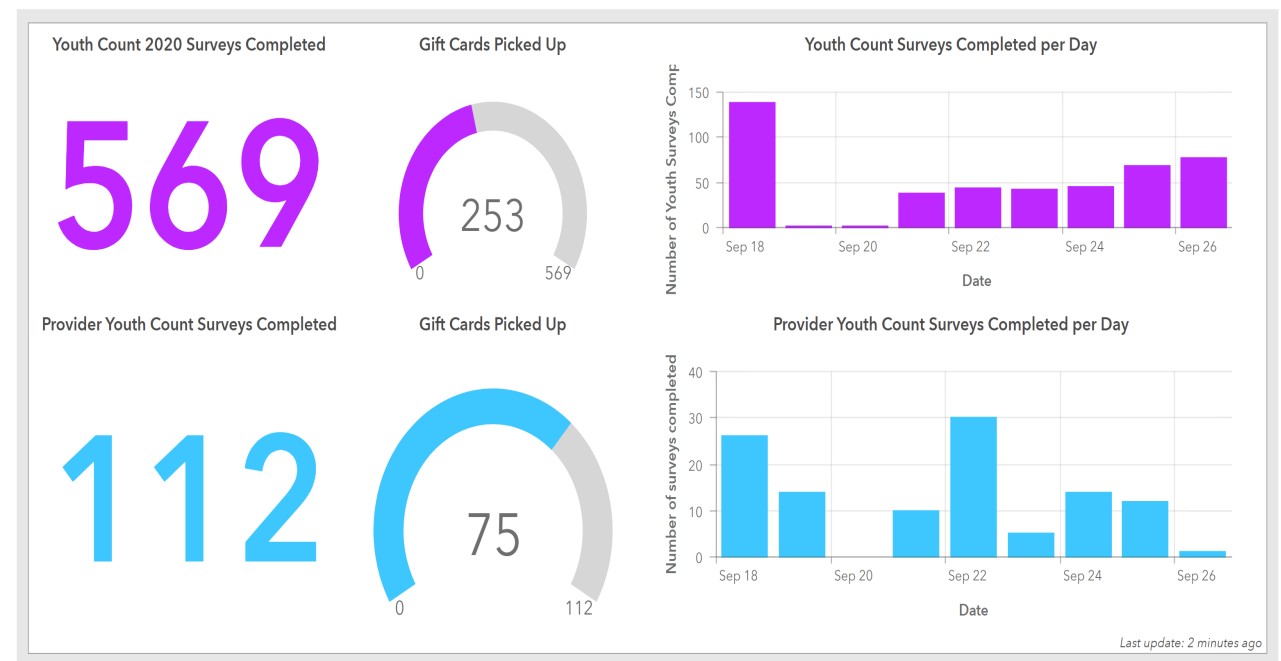 Youth Count 2020 Surveys Completed
569
Gift Cards Picked Up
253
0
569
Youth Count Surveys Completed per Day
Number of Youth Surveys Comp
150
100
50
0
Sep 18
Sep 20
Sep 22
Sep 24
Sep 26
Date
Provider Youth Count Surveys Completed
112
Gift Cards Picked Up
75
0
112
Provider Youth Count Surveys Completed per Day
Number of surveys completed
40
30
20
10
0
Sep 18
Sep 20
Sep 22
Sep 24
Sep 26
Date
Last update: 2 minutes ago